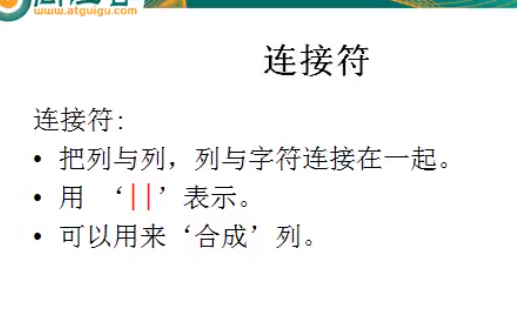 www.atguigu.com
连接符
连接符:
• 把列与列，列与字符连接在一起。
• 用 ‘||’表示。
• 可以用来‘合成’列。